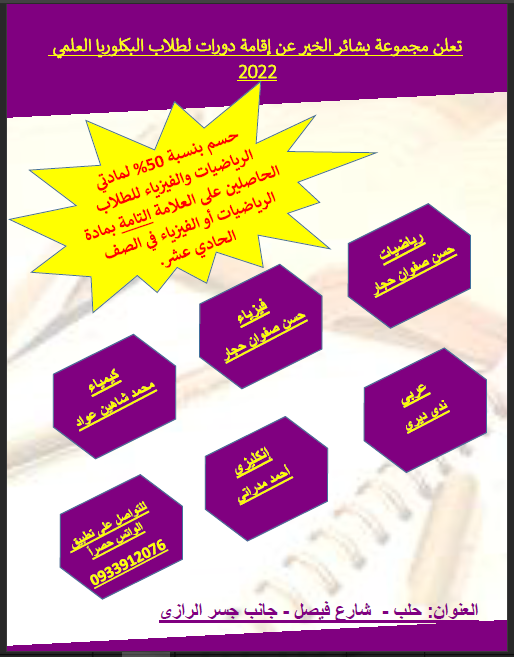 تعلن مجموعة بشائر الخير عن إقامة دورات لطلاب البكلوريا العلمي
2022
حسم بنسبة 50% لمادتي
الرياضيات والفيزياء للطلاب
الحاصلين على العلامة التامة بمادة
الرياضيات أو الفيزياء في الصف
الحادي عشر.
رياضيات
حسن صفوان حجار
فيزياء
حسن صفوان حجار
كيمياء
محمد شاهين عواد
عربي
ندى ديري
إنكليزي
أحمد مدراتي
للتواصل على تطبيق
الواتس حصراً
0933912076
العنوان: حلب - شارع فيصل - جانب جسر الرازي